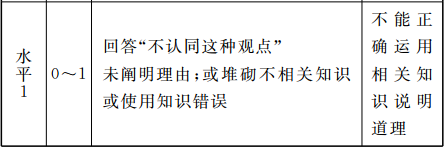 水
平
1
0～1
回答“不认同这种观点”
未阐明理由；或堆砌不相关知识
或使用知识错误
不能正
确运用
相关知
识说明
道理